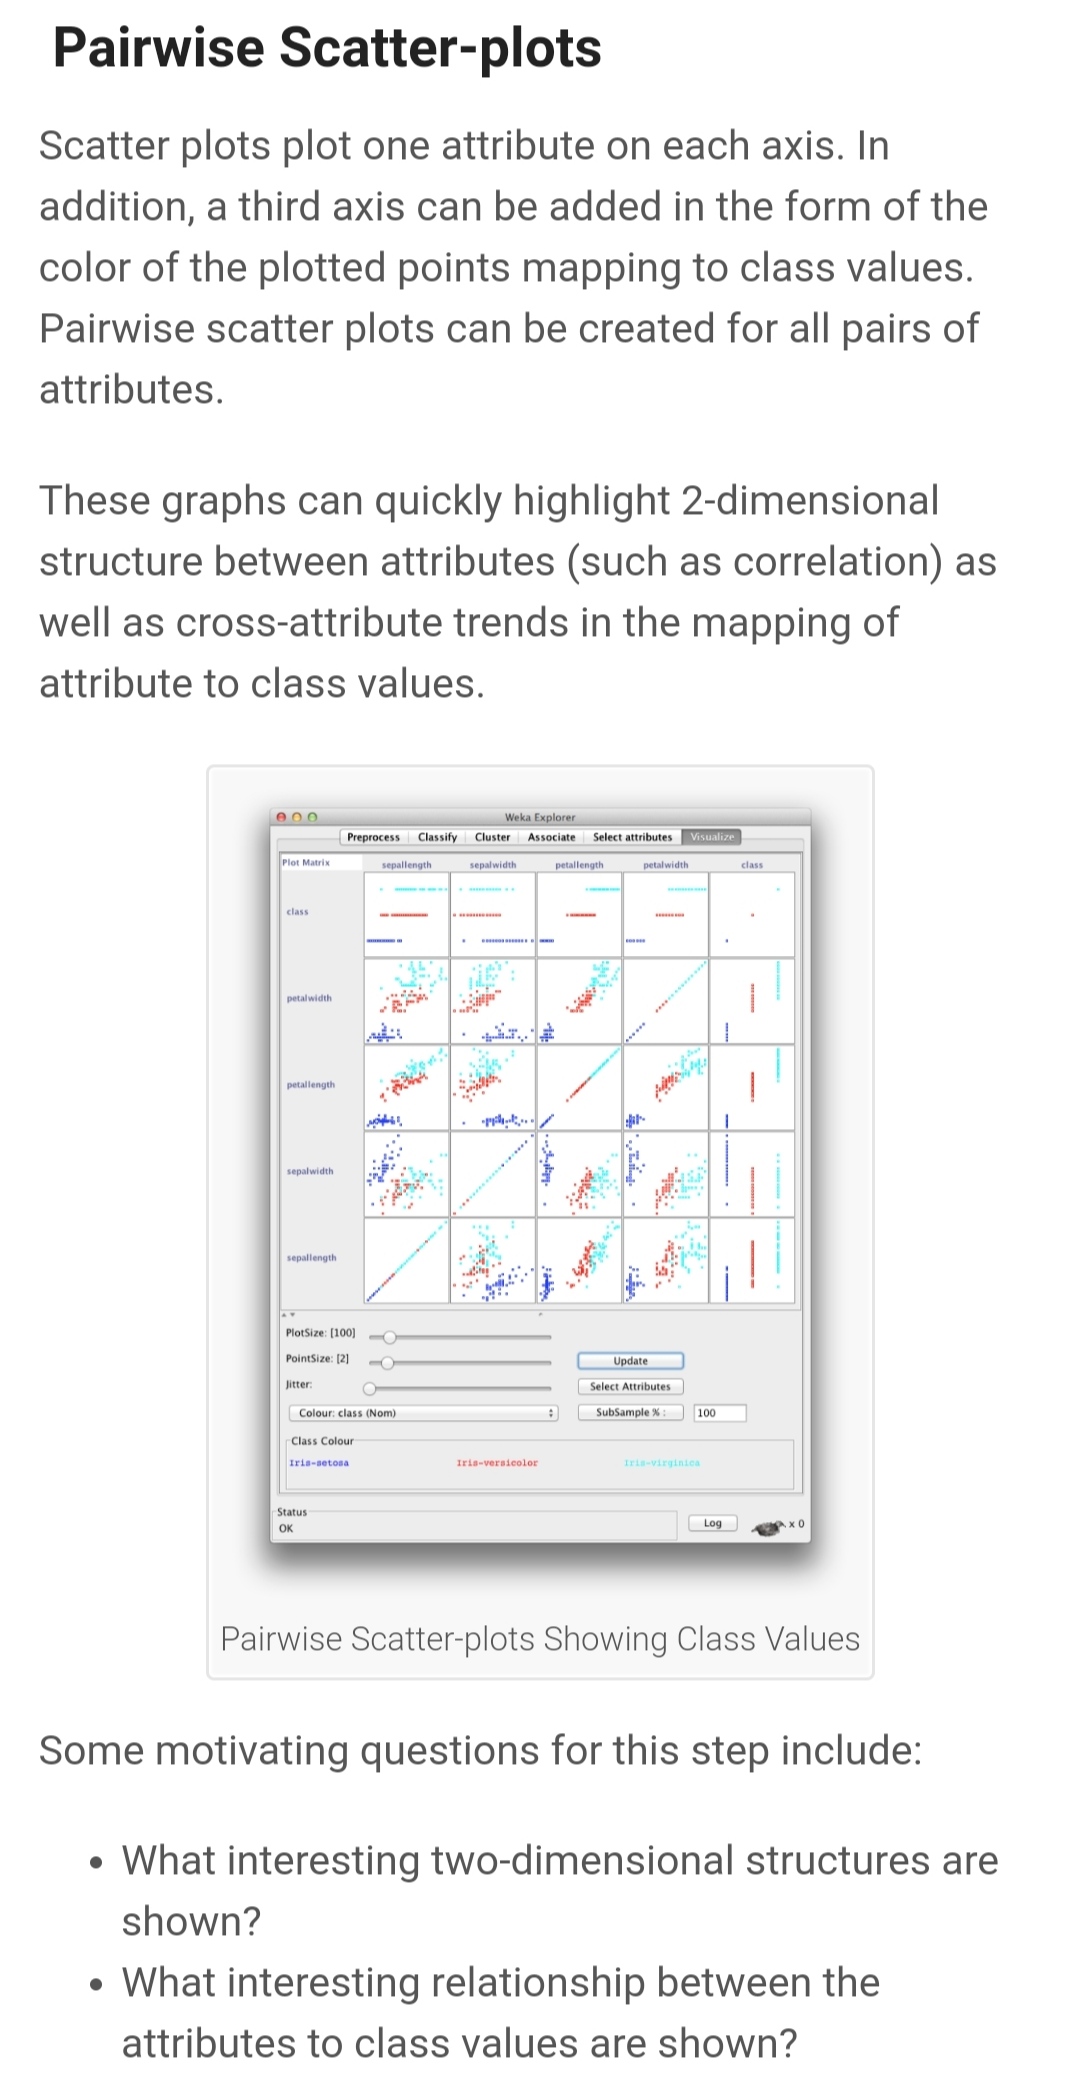 Pairwise Scatter-plots
Scatter plots plot one attribute on each axis. In
addition, a third axis can be added in the form of the
color of the plotted points mapping to class values.
Pairwise scatter plots can be created for all pairs of
attributes.
These graphs can quickly highlight 2-dimensional
structure between attributes (such as correlation) as
well as cross-attribute trends in the mapping of
attribute to class values.
Weka Explorer
Preprocess Classify Cluster Associate Select attributes Visualize
Plot Matrix sepallength sepalwidth petallength petalwidth class
class
petalwidth
petallength
sepalwidth
sepallength
PlotSize: [100]
PointSize: [2] Update
Jitter: Select Attributes
Colour: class (Nom) SubSample % : 100
Class Colour
Iris-setosa Iris-versicolor Iris-virginica
Status
OK Log x 0
Pairwise Scatter-plots Showing Class Values
Some motivating questions for this step include:
• What interesting two-dimensional structures are
shown?
• What interesting relationship between the
attributes to class values are shown?